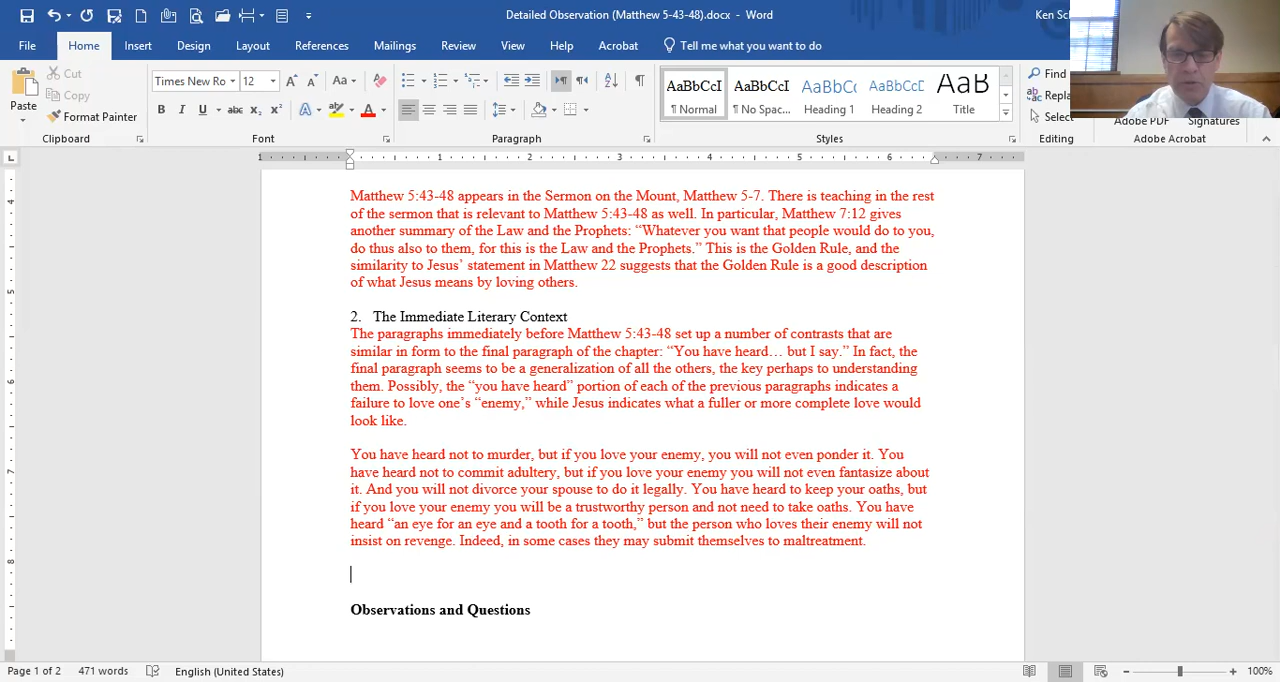 Detailed Observation (Matthew 5-43-48).docx - Word
Ken Sc
File Home Insert Design Layout References Mailings Review View Help Acrobat Tell me what you want to do
Paste
Cut
Copy
Format Painter
Clipboard
Times New Ro 12
Font
Paragraph
AaBbCcI AaBbCcI AaBbCc AaBbCcI AaB
¶ Normal ¶ No Spac... Heading 1 Heading 2 Title
Styles
Find
Repla
Select
Editing
Adobe PDF Signatures
Adobe Acrobat
1 1 2 3 4 5 6 7
Matthew 5:43-48 appears in the Sermon on the Mount, Matthew 5-7. There is teaching in the rest
of the sermon that is relevant to Matthew 5:43-48 as well. In particular, Matthew 7:12 gives
another summary of the Law and the Prophets: “Whatever you want that people would do to you,
do thus also to them, for this is the Law and the Prophets.” This is the Golden Rule, and the
similarity to Jesus’ statement in Matthew 22 suggests that the Golden Rule is a good description
of what Jesus means by loving others.
2. The Immediate Literary Context
The paragraphs immediately before Matthew 5:43-48 set up a number of contrasts that are
similar in form to the final paragraph of the chapter: “You have heard… but I say.” In fact, the
final paragraph seems to be a generalization of all the others, the key perhaps to understanding
them. Possibly, the “you have heard” portion of each of the previous paragraphs indicates a
failure to love one’s “enemy,” while Jesus indicates what a fuller or more complete love would
look like.
You have heard not to murder, but if you love your enemy, you will not even ponder it. You
have heard not to commit adultery, but if you love your enemy you will not even fantasize about
it. And you will not divorce your spouse to do it legally. You have heard to keep your oaths, but
if you love your enemy you will be a trustworthy person and not need to take oaths. You have
heard “an eye for an eye and a tooth for a tooth,” but the person who loves their enemy will not
insist on revenge. Indeed, in some cases they may submit themselves to maltreatment.
Observations and Questions
Page 1 of 2 471 words English (United States) 100%